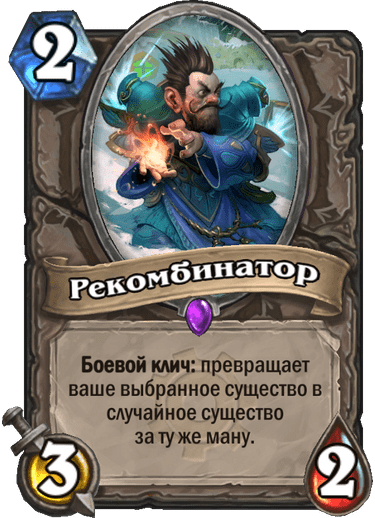 2
Рекомбинатор
Боевой клич: превращает
ваше выбранное существо в
случайное существо
за ту же ману.
3
2